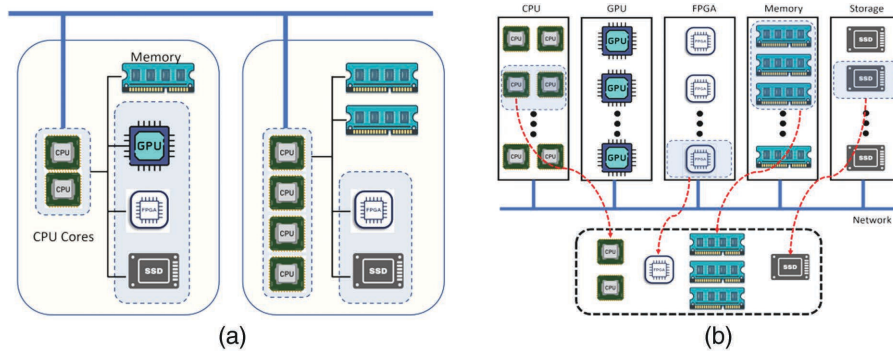 Memory
GPU
CPU
CPU
FPGA
CPU Cores
SSD
CPU
CPU
CPU
CPU
FPGA
SSD
(a)
CPU GPU FPGA Memory Storage
CPU CPU GPU SSD
CPU CPU GPU FPGA SSD
CPU CPU GPU FPGA SSD
Network
CPU
FPGA
SSD
CPU
(b)